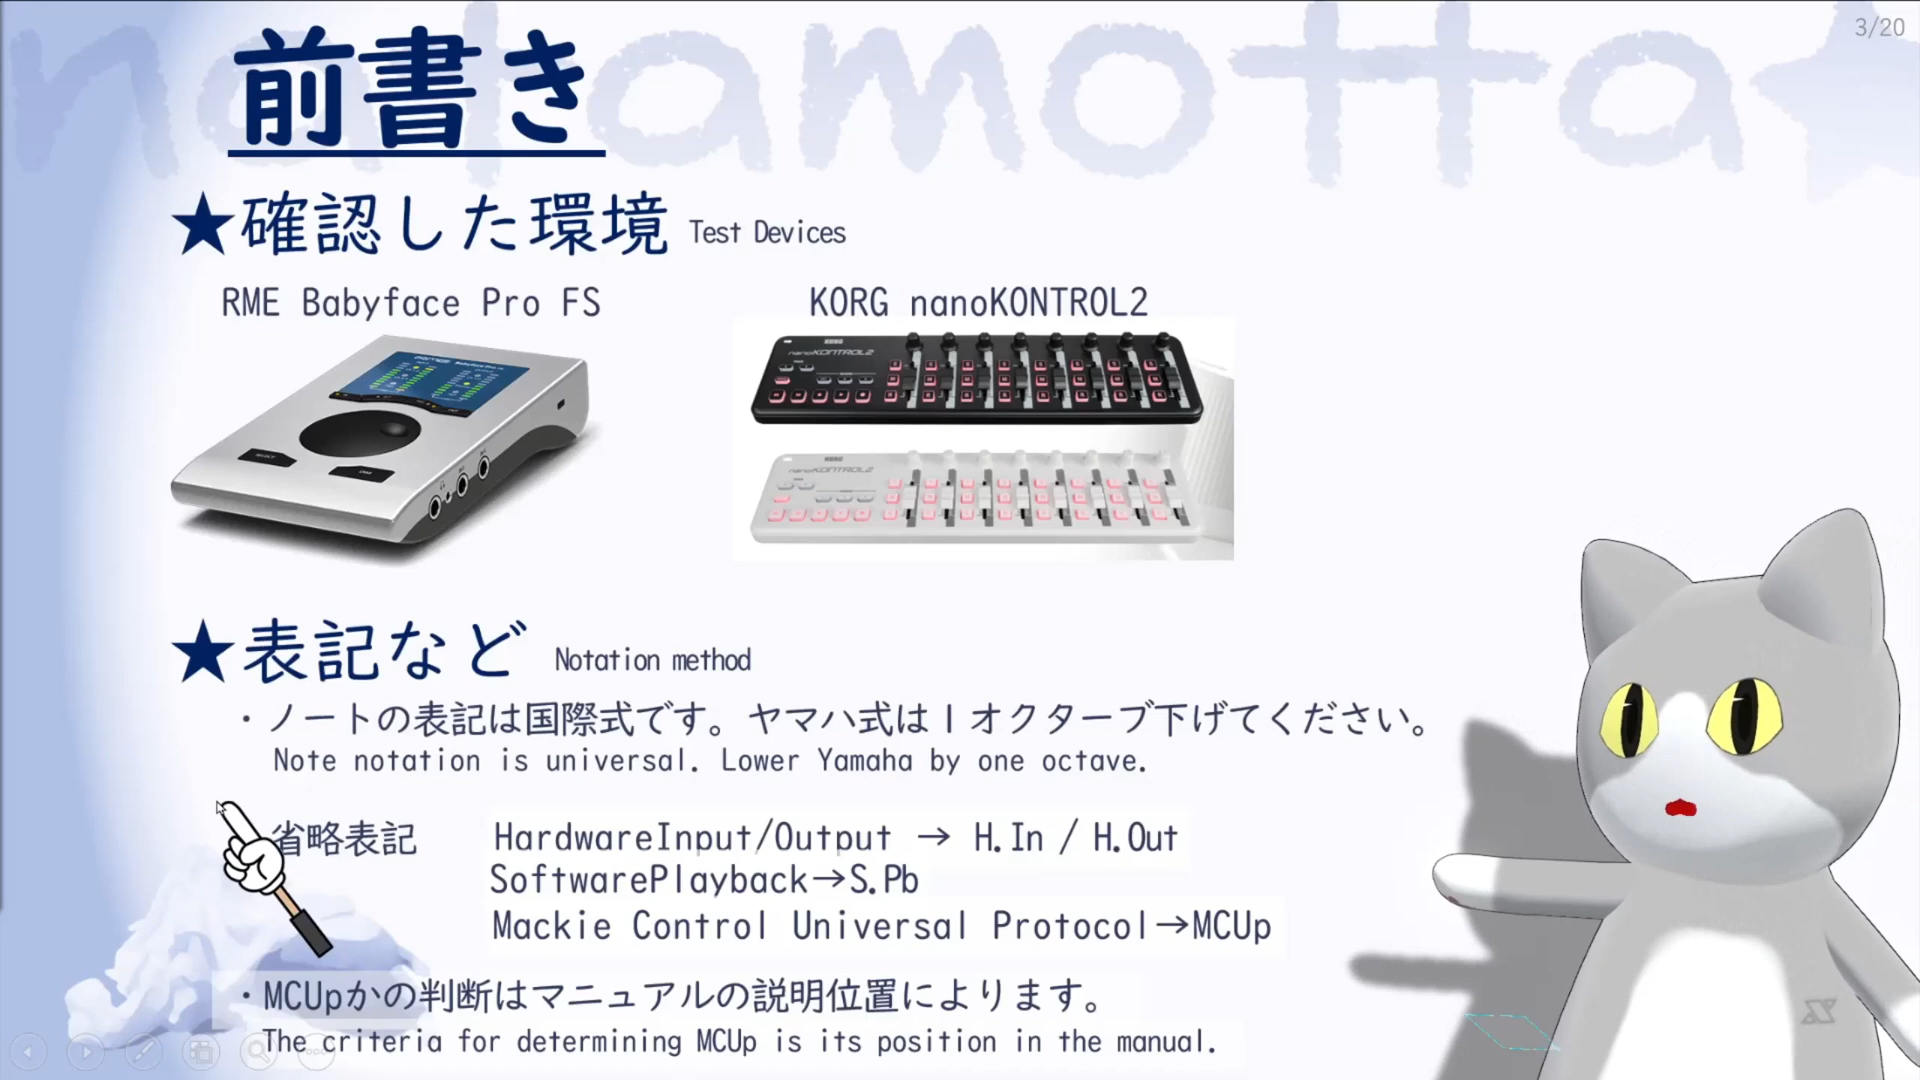 natamotta★
3/20
前書き
★確認した環境 Test Devices
RME Babyface Pro FS
KORG nanoKONTROL2
KORG
nanoKONTROL2
KORG
nanoKONTROL2
★表記など Notation method
・ノートの表記は国際式です。ヤマハ式は1オクターブ下げてください。
Note notation is universal. Lower Yamaha by one octave.
省略表記 HardwareInput/Output → H.In / H.Out
SoftwarePlayback→S.Pb
Mackie Control Universal Protocol→MCUp
・MCUpかの判断はマニュアルの説明位置によります。
The criteria for determining MCUp is its position in the manual.